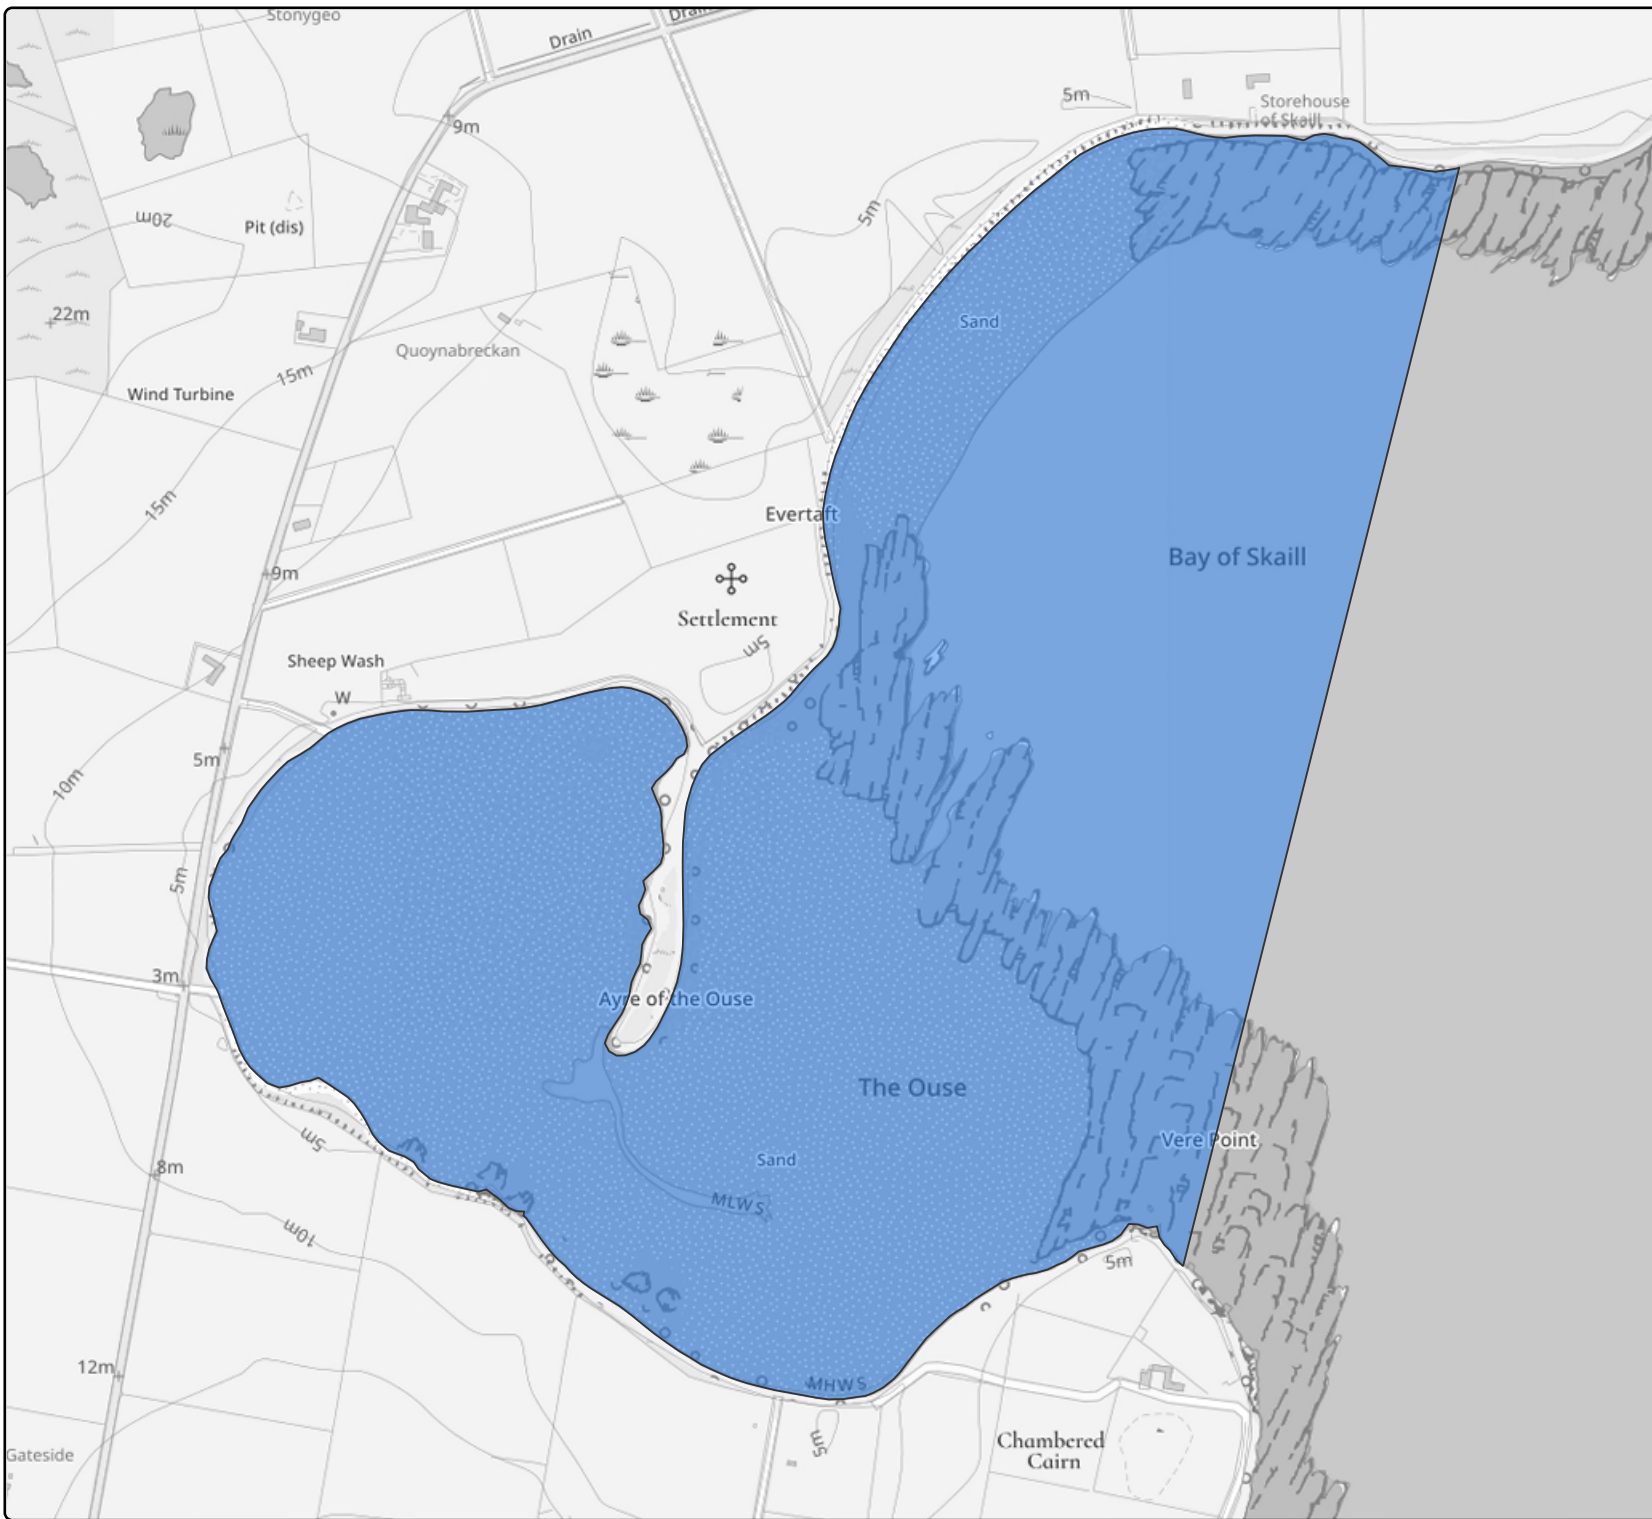 Stonygeo
Drain
Drain
5m
Storehouse
of Skaill
9m
20m
Pit (dis)
5m
22m
Sand
Quoynabreckan
15m
Wind Turbine
15m
Evertaft
Bay of Skaill
9m
Settlement
5m
Sheep Wash
W
5m
10m
5m
3m
Ayre of the Ouse
The Ouse
5m
Vere Point
Sand
8m
MLWS
10m
5m
12m
MHWS
5m
Chambered
Cairn
Gateside